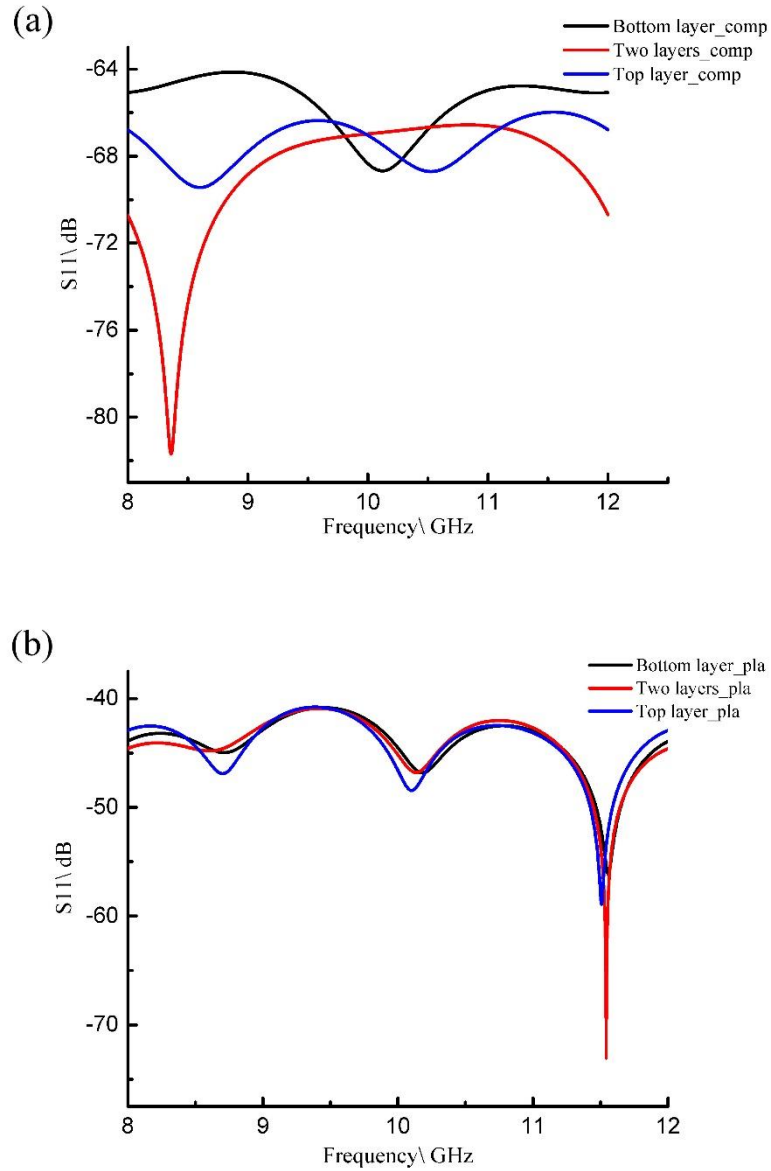 (a)
Bottom layer_comp
Two layers_comp
Top layer_comp
-64
-68
-72
-76
-80
S11\ dB
8
9
10
11
12
Frequency\ GHz
(b)
Bottom layer_pla
Two layers_pla
Top layer_pla
-40
-50
-60
-70
S11\ dB
8
9
10
11
12
Frequency\ GHz